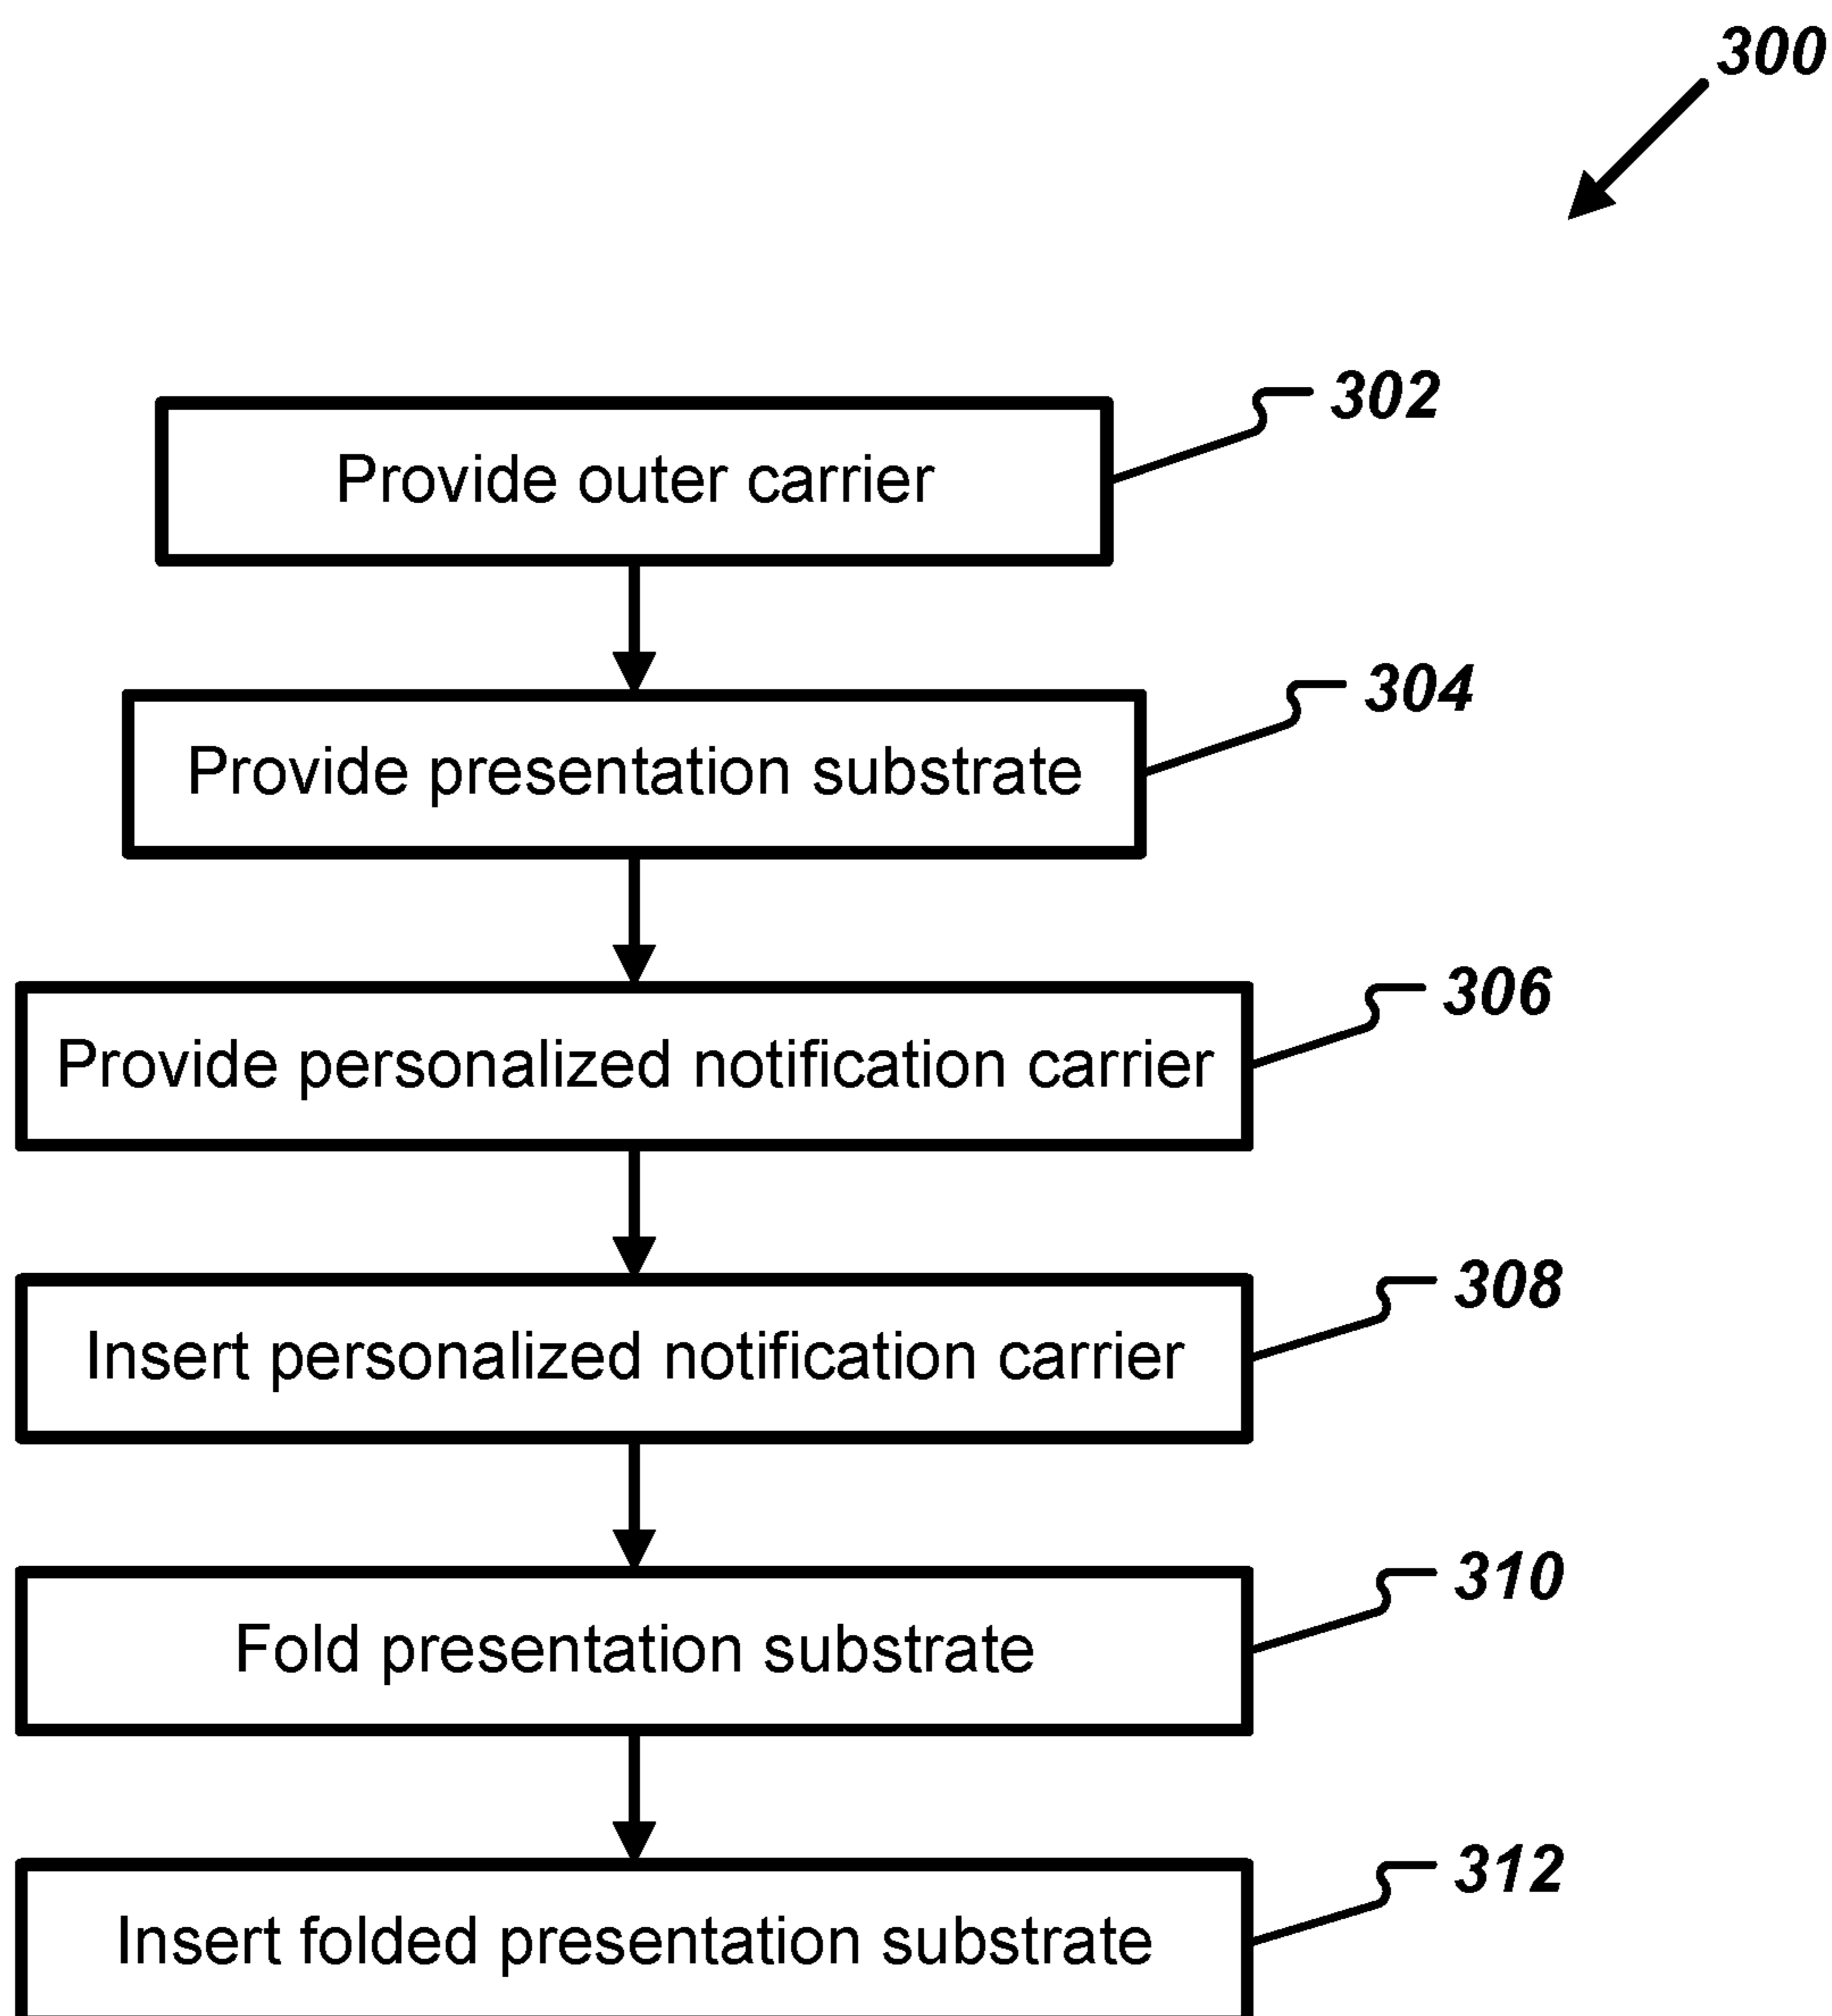 300
Provide outer carrier
302
Provide presentation substrate
304
Provide personalized notification carrier
306
Insert personalized notification carrier
308
Fold presentation substrate
310
Insert folded presentation substrate
312